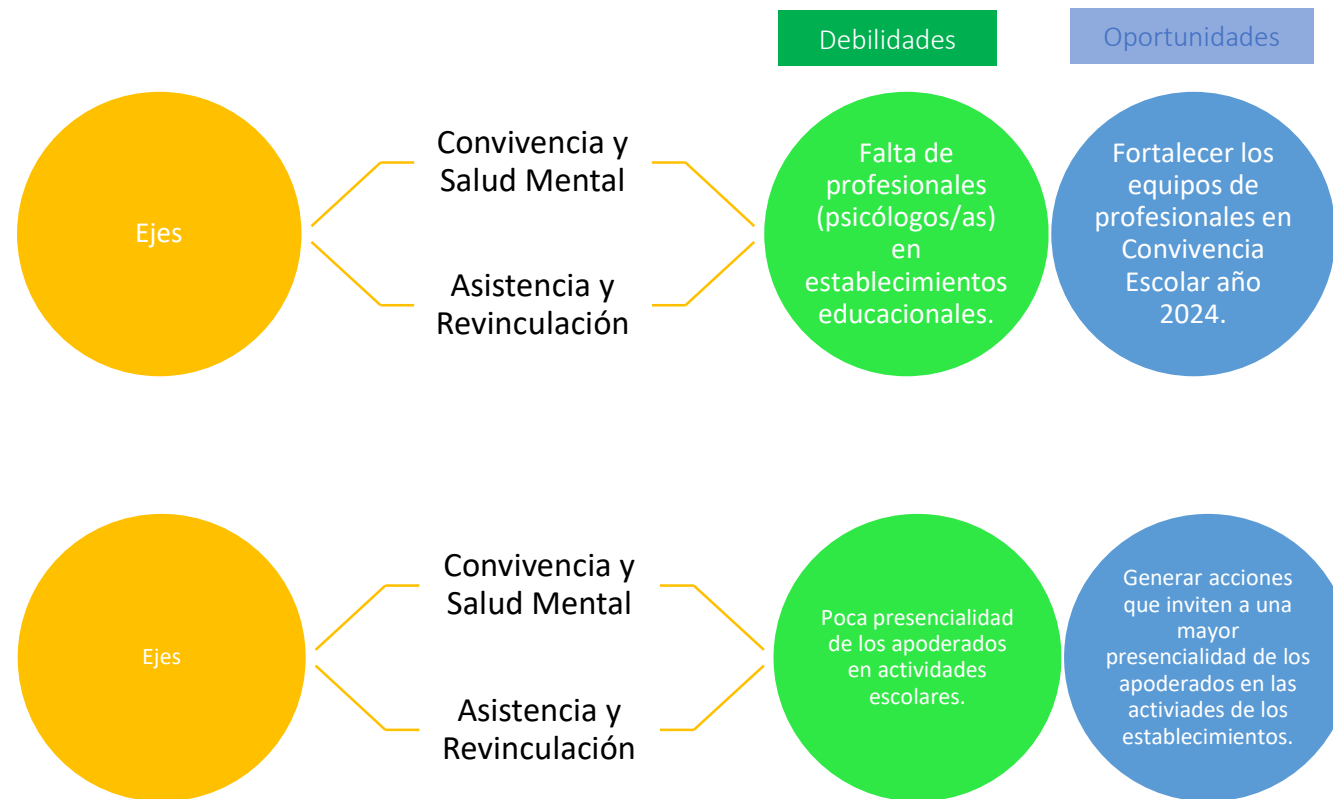 Debilidades
Oportunidades
Ejes
Convivencia y
Salud Mental
Asistencia y
Revinculación
Falta de
profesionales
(psicólogos/as)
en
establecimientos
educacionales.
Fortalecer los
equipos de
profesionales en
Convivencia
Escolar año
2024.
Ejes
Convivencia y
Salud Mental
Asistencia y
Revinculación
Poca presencialidad
de los apoderados
en actividades
escolares.
Generar acciones
que inviten a una
mayor
presencialidad de los
apoderados en las
activiades de los
establecimientos.